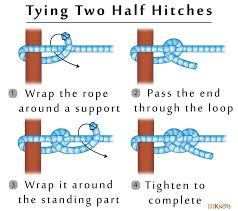 Tying Two Half Hitches
1 Wrap the rope
around a support
2 Pass the end
through the loop
3 Wrap it around
the standing part
4 Tighten to
complete
101Knots